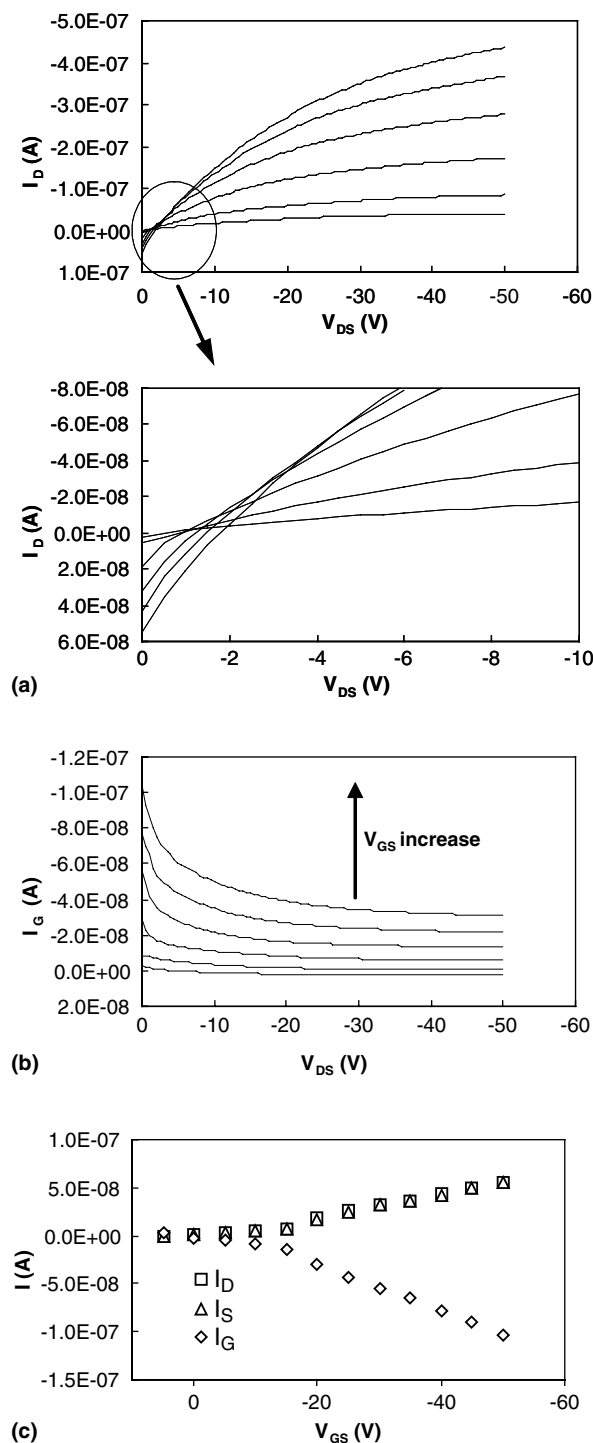 -5.0E-07
-4.0E-07
-3.0E-07
-2.0E-07
-1.0E-07
0.0E+00
1.0E-07
I_D (A)
0 -10 -20 -30 -40 -50 -60
V_DS (V)
-8.0E-08
-6.0E-08
-4.0E-08
-2.0E-08
0.0E+00
2.0E-08
4.0E-08
6.0E-08
I_D (A)
0 -2 -4 -6 -8 -10
(a)
V_DS (V)
-1.2E-07
-1.0E-07
-8.0E-08
-6.0E-08
-4.0E-08
-2.0E-08
0.0E+00
2.0E-08
I_G (A)
V_GS increase
0 -10 -20 -30 -40 -50 -60
(b)
V_DS (V)
1.0E-07
5.0E-08
0.0E+00
-5.0E-08
-1.0E-07
-1.5E-07
I (A)
I_D
I_S
I_G
0 -20 -40 -60
(c)
V_GS (V)